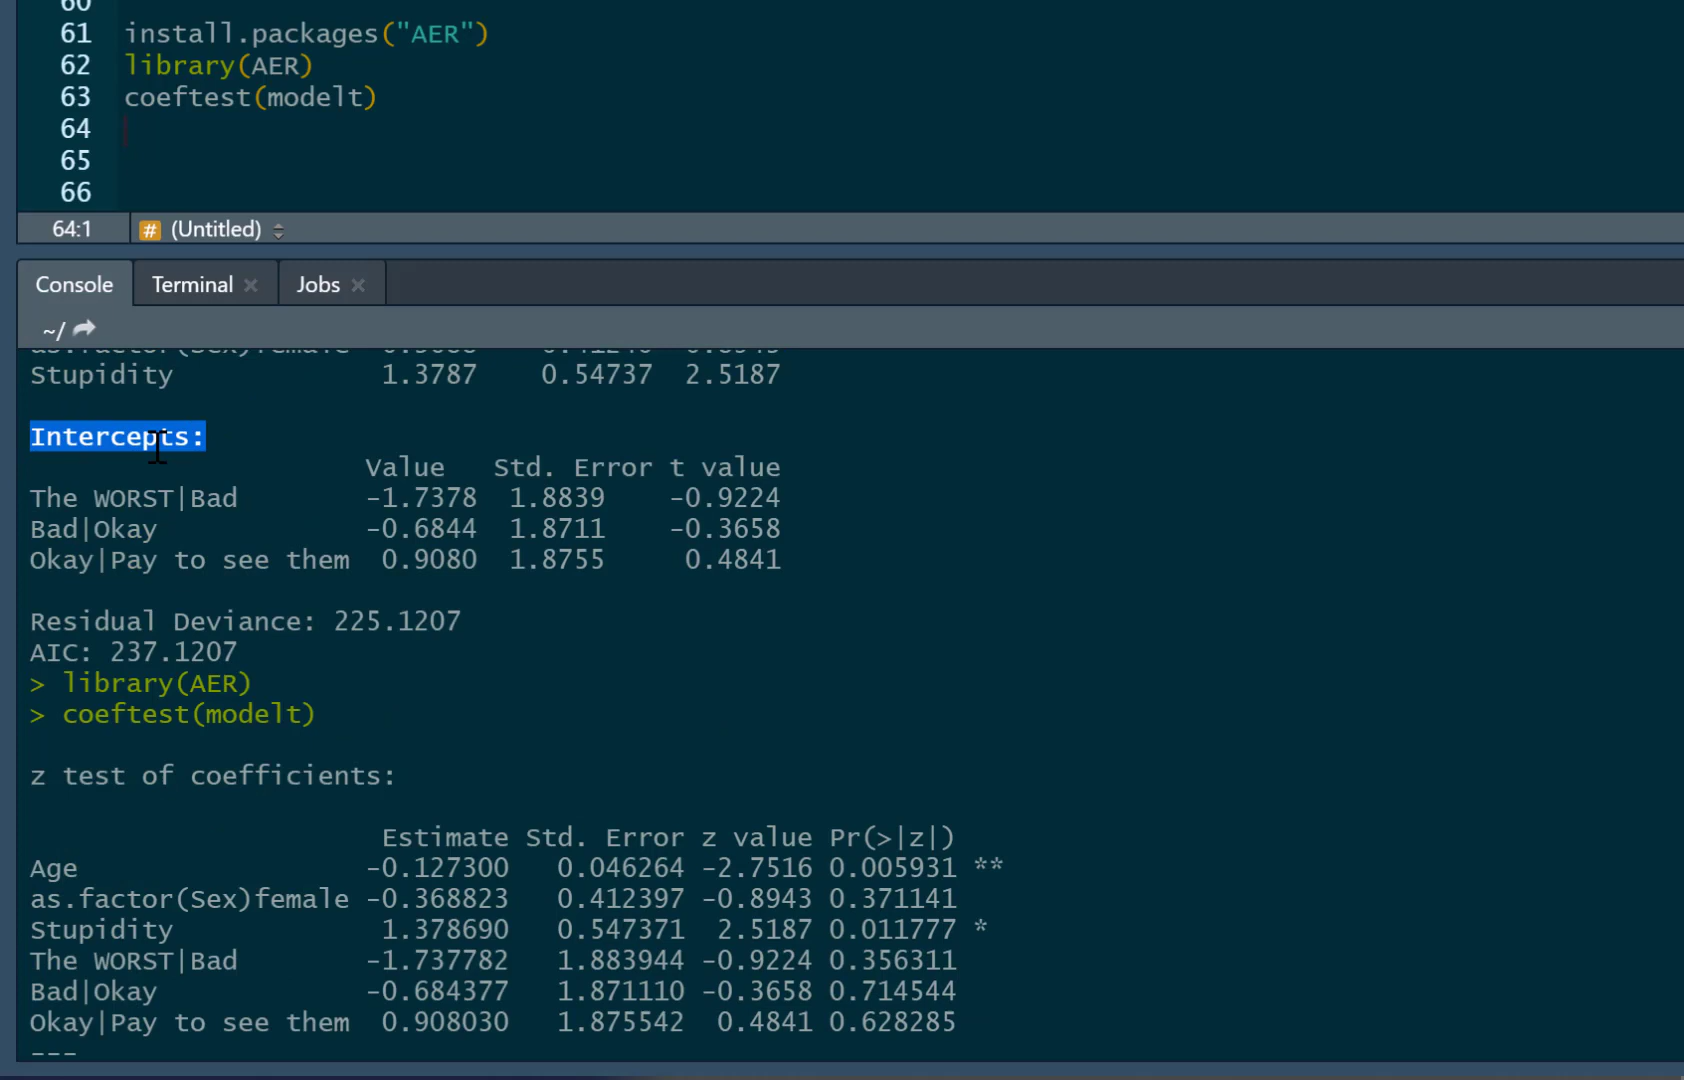 60
61 install.packages("AER")
62 library(AER)
63 coeftest(modelt)
64
65
66
64:1 # (Untitled)
Console Terminal × Jobs ×
~/
Stupidity 1.3787 0.54737 2.5187
Intercepts:
Value Std. Error t value
The WORST|Bad -1.7378 1.8839 -0.9224
Bad|Okay -0.6844 1.8711 -0.3658
Okay|Pay to see them 0.9080 1.8755 0.4841
Residual Deviance: 225.1207
AIC: 237.1207
> library(AER)
> coeftest(modelt)
z test of coefficients:
Estimate Std. Error z value Pr(>|z|)
Age -0.127300 0.046264 -2.7516 0.005931 **
as.factor(Sex)female -0.368823 0.412397 -0.8943 0.371141
Stupidity 1.378690 0.547371 2.5187 0.011777 *
The WORST|Bad -1.737782 1.883944 -0.9224 0.356311
Bad|Okay -0.684377 1.871110 -0.3658 0.714544
Okay|Pay to see them 0.908030 1.875542 0.4841 0.628285
---